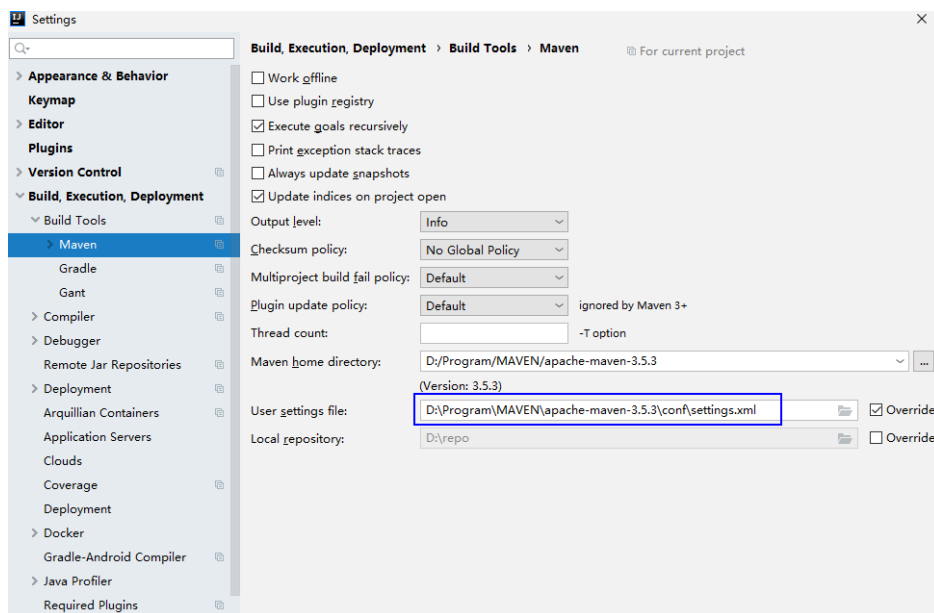 Settings
Build, Execution, Deployment › Build Tools › Maven
For current project
Appearance & Behavior
Keymap
Editor
Plugins
Version Control
Build, Execution, Deployment
Build Tools
Maven
Gradle
Gant
Compiler
Debugger
Remote Jar Repositories
Deployment
Arquillian Containers
Application Servers
Clouds
Coverage
Deployment
Docker
Gradle-Android Compiler
Java Profiler
Required Plugins
Work offline
Use plugin registry
Execute goals recursively
Print exception stack traces
Always update snapshots
Update indices on project open
Output level: Info
Checksum policy: No Global Policy
Multiproject build fail policy: Default
Plugin update policy: Default ignored by Maven 3+
Thread count: -T option
Maven home directory: D:/Program/MAVEN/apache-maven-3.5.3 ...
(Version: 3.5.3)
User settings file: D:\Program\MAVEN\apache-maven-3.5.3\conf\settings.xml Override
Local repository: D:\repo Override